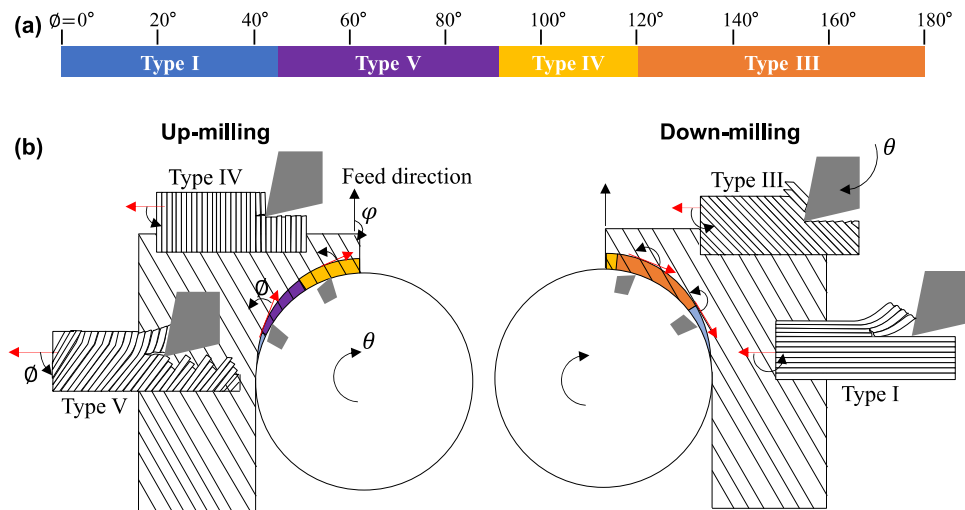 ∅=0° 20° 40° 60° 80° 100° 120° 140° 160° 180°
(a)
Type I Type V Type IV Type III
Up-milling Down-milling
(b)
Type IV
Feed direction
φ
Type III
θ
∅
θ
∅
Type V
Type I